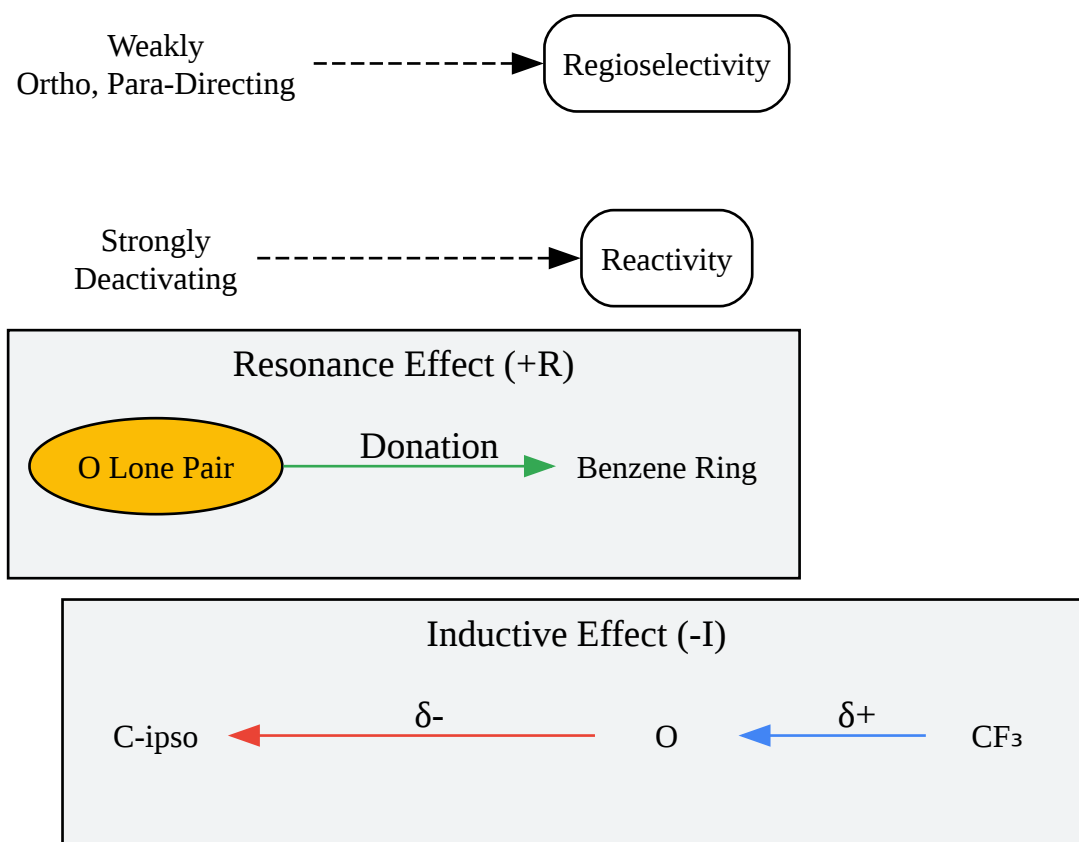 Weakly
Ortho, Para-Directing
Regioselectivity
Strongly
Deactivating
Reactivity
Resonance Effect (+R)
O Lone Pair
Donation
Benzene Ring
Inductive Effect (-I)
C-ipso
δ-
O
δ+
CF₃